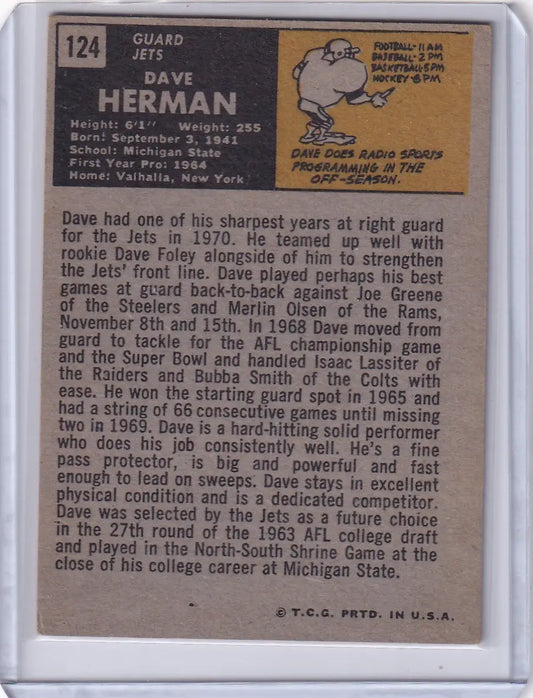 124
GUARD
JETS
DAVE
HERMAN
Height: 6'1" Weight: 255
Born: September 3, 1941
School: Michigan State
First Year Pro: 1964
Home: Valhalla, New York
FOOTBALL-11AM
BASEBALL-2PM
BASKETBALL-5PM
HOCKEY-8PM
DAVE DOES RADIO SPORTS
PROGRAMMING IN THE
OFF-SEASON.
Dave had one of his sharpest years at right guard
for the Jets in 1970. He teamed up well with
rookie Dave Foley alongside of him to strengthen
the Jets' front line. Dave played perhaps his best
games at guard back-to-back against Joe Greene
of the Steelers and Marlin Olsen of the Rams,
November 8th and 15th. In 1968 Dave moved from
guard to tackle for the AFL championship game
and the Super Bowl and handled Isaac Lassiter of
the Raiders and Bubba Smith of the Colts with
ease. He won the starting guard spot in 1965 and
had a string of 66 consecutive games until missing
two in 1969. Dave is a hard-hitting solid performer
who does his job consistently well. He's a fine
pass protector, is big and powerful and fast
enough to lead on sweeps. Dave stays in excellent
physical condition and is a dedicated competitor.
Dave was selected by the Jets as a future choice
in the 27th round of the 1963 AFL college draft
and played in the North-South Shrine Game at the
close of his college career at Michigan State.
© T.C.G. PRTD. IN U.S.A.